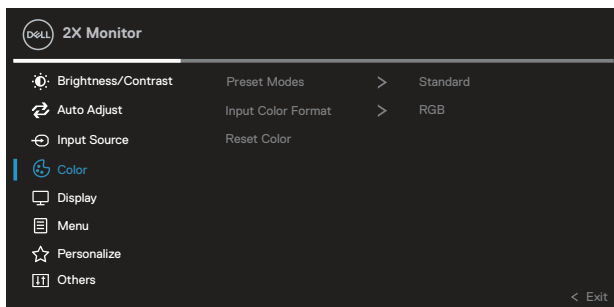 DELL 2X Monitor
Brightness/Contrast Preset Modes > Standard
Auto Adjust Input Color Format > RGB
Input Source Reset Color
Color
Display
Menu
Personalize
Others
< Exit